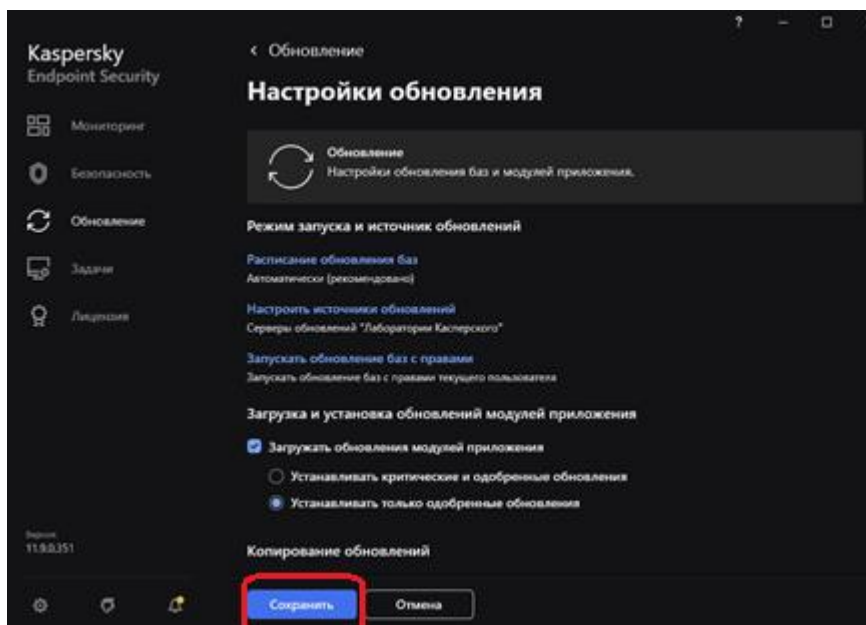 Kaspersky
Endpoint Security
Мониторинг
Безопасность
Обновление
Задачи
Лицензия
Версия
11.9.0.351
? – □
‹ Обновление
Настройки обновления
Обновление
Настройки обновления баз и модулей приложения.
Режим запуска и источник обновлений
Расписание обновления баз
Автоматически (рекомендовано)
Настроить источники обновлений
Серверы обновлений "Лаборатории Касперского"
Запускать обновление баз с правами
Запускать обновление баз с правами текущего пользователя
Загрузка и установка обновлений модулей приложения
Загружать обновления модулей приложения
Устанавливать критические и одобренные обновления
Устанавливать только одобренные обновления
Копирование обновлений
Сохранить Отмена